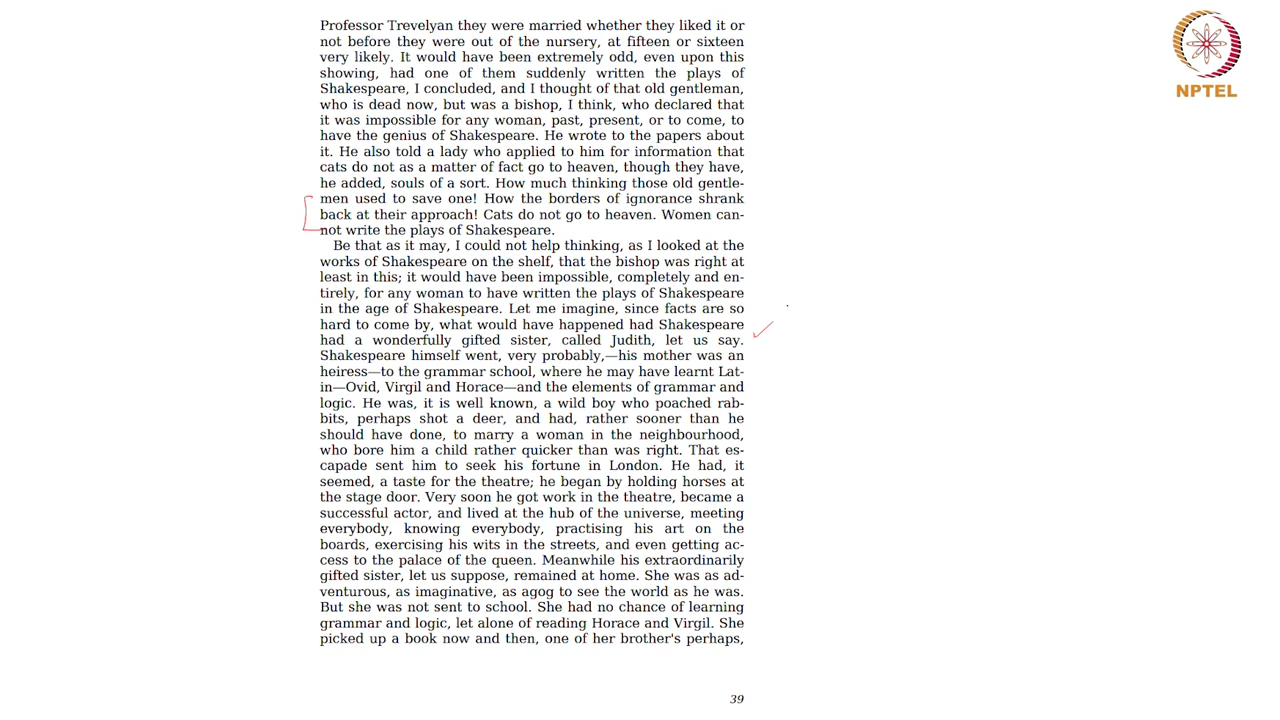 Professor Trevelyan they were married whether they liked it or
not before they were out of the nursery, at fifteen or sixteen
very likely. It would have been extremely odd, even upon this
showing, had one of them suddenly written the plays of
Shakespeare, I concluded, and I thought of that old gentleman,
who is dead now, but was a bishop, I think, who declared that
it was impossible for any woman, past, present, or to come, to
have the genius of Shakespeare. He wrote to the papers about
it. He also told a lady who applied to him for information that
cats do not as a matter of fact go to heaven, though they have,
he added, souls of a sort. How much thinking those old gentle-
men used to save one! How the borders of ignorance shrank
back at their approach! Cats do not go to heaven. Women can-
not write the plays of Shakespeare.
Be that as it may, I could not help thinking, as I looked at the
works of Shakespeare on the shelf, that the bishop was right at
least in this; it would have been impossible, completely and en-
tirely, for any woman to have written the plays of Shakespeare
in the age of Shakespeare. Let me imagine, since facts are so
hard to come by, what would have happened had Shakespeare
had a wonderfully gifted sister, called Judith, let us say.
Shakespeare himself went, very probably,—his mother was an
heiress—to the grammar school, where he may have learnt Lat-
in—Ovid, Virgil and Horace—and the elements of grammar and
logic. He was, it is well known, a wild boy who poached rab-
bits, perhaps shot a deer, and had, rather sooner than he
should have done, to marry a woman in the neighbourhood,
who bore him a child rather quicker than was right. That es-
capade sent him to seek his fortune in London. He had, it
seemed, a taste for the theatre; he began by holding horses at
the stage door. Very soon he got work in the theatre, became a
successful actor, and lived at the hub of the universe, meeting
everybody, knowing everybody, practising his art on the
boards, exercising his wits in the streets, and even getting ac-
cess to the palace of the queen. Meanwhile his extraordinarily
gifted sister, let us suppose, remained at home. She was as ad-
venturous, as imaginative, as agog to see the world as he was.
But she was not sent to school. She had no chance of learning
grammar and logic, let alone of reading Horace and Virgil. She
picked up a book now and then, one of her brother's perhaps,
39
NPTEL